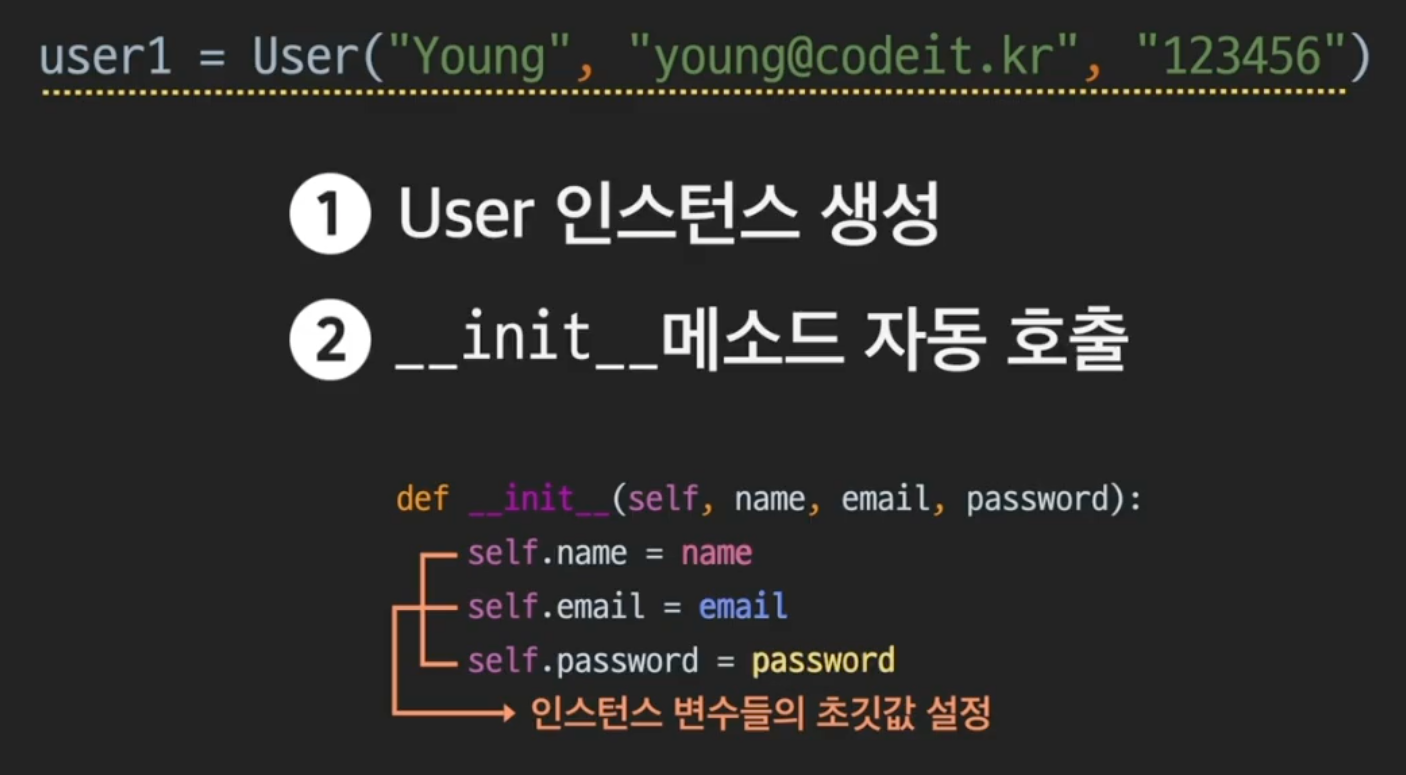 user1 = User("Young", "young@codeit.kr", "123456")
1 User 인스턴스 생성
2 __init__메소드 자동 호출
def __init__(self, name, email, password):
self.name = name
self.email = email
self.password = password
인스턴스 변수들의 초깃값 설정